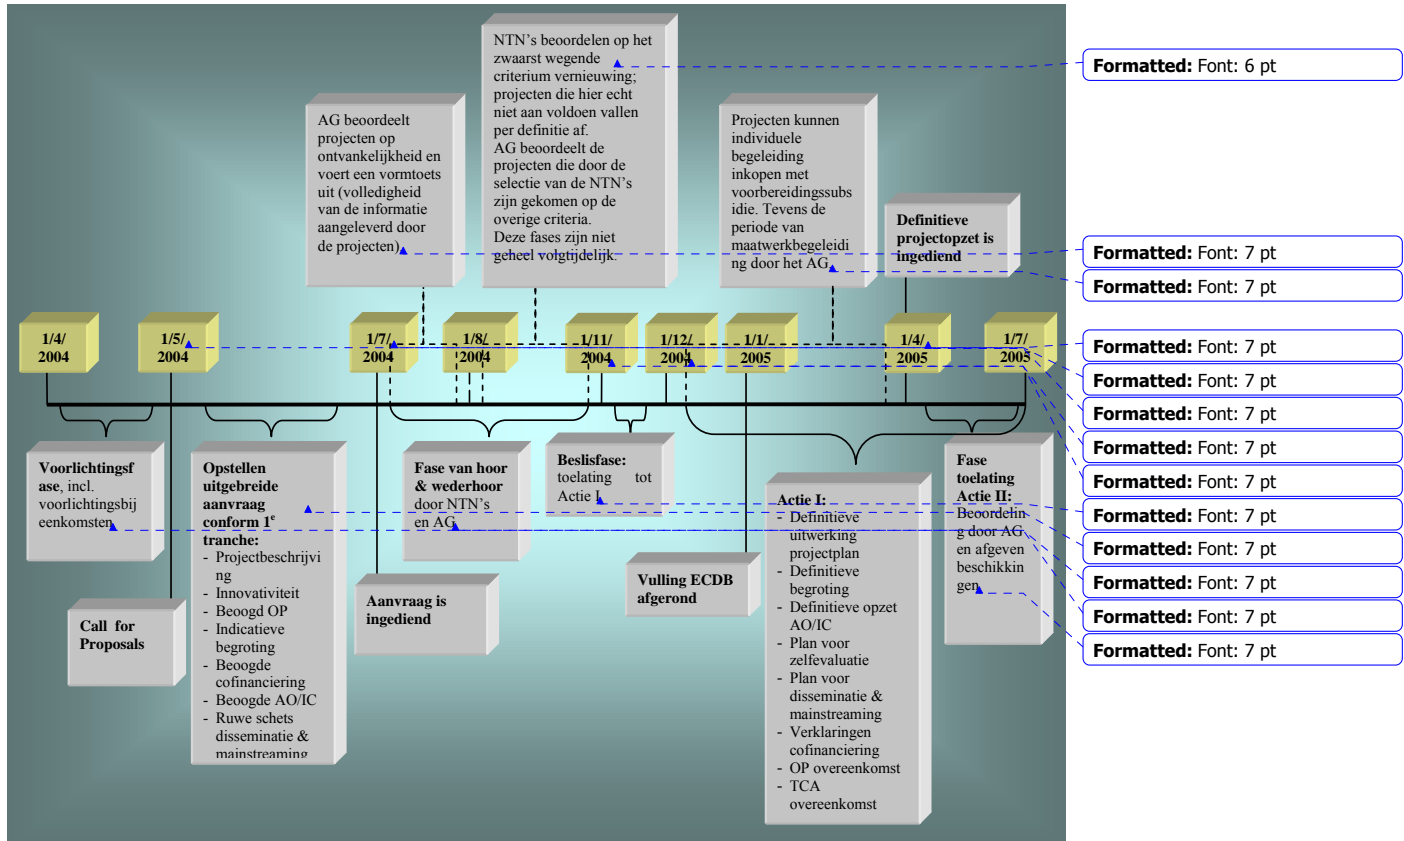 NTN's beoordelen op het
zwaarst wegende
criterium vernieuwing;
projecten die hier echt
niet aan voldoen vallen
per definitie af.
AG beoordeelt de
projecten die door de
selectie van de NTN's
zijn gekomen op de
overige criteria.
Deze fases zijn niet
geheel volgtijdelijk.
AG beoordeelt
projecten op
ontvankelijkheid en
voert een vormtoets
uit (volledigheid
van de informatie
aangeleverd door
de projecten)
Projecten kunnen
individuele
begeleiding
inkopen met
voorbereidingssubs
idie. Tevens de
periode van
maatwerkbegeleidi
ng door het AG
Definitieve
projectopzet is
ingediend
1/4/
2004
1/5/
2004
1/7/
2004
1/8/
2004
1/11/
2004
1/12/
2004
1/1/
2005
1/4/
2005
1/7/
2005
Voorlichtingsf
ase, incl.
voorlichtingsbij
eenkomsten
Call for
Proposals
Opstellen
uitgebreide
aanvraag
conform 1e
tranche:
- Projectbeschrijvi
ng
- Innovativiteit
- Beoogd OP
- Indicatieve
begroting
- Beoogde
cofinanciering
- Beoogde AO/IC
- Ruwe schets
disseminatie &
mainstreaming
Aanvraag is
ingediend
Fase van hoor
& wederhoor
door NTN's
en AG
Beslisfase:
toelating tot
Actie I
Vulling ECDB
afgerond
Actie I:
- Definitieve
uitwerking
projectplan
- Definitieve
begroting
- Definitieve opzet
AO/IC
- Plan voor
zelfevaluatie
- Plan voor
disseminatie &
mainstreaming
- Verklaringen
cofinanciering
- OP overeenkomst
- TCA
overeenkomst
Fase
toelating
Actie II:
Beoordelin
g door AG
en afgeven
beschikkin
gen
Formatted: Font: 6 pt
Formatted: Font: 7 pt
Formatted: Font: 7 pt
Formatted: Font: 7 pt
Formatted: Font: 7 pt
Formatted: Font: 7 pt
Formatted: Font: 7 pt
Formatted: Font: 7 pt
Formatted: Font: 7 pt
Formatted: Font: 7 pt
Formatted: Font: 7 pt
Formatted: Font: 7 pt
Formatted: Font: 7 pt